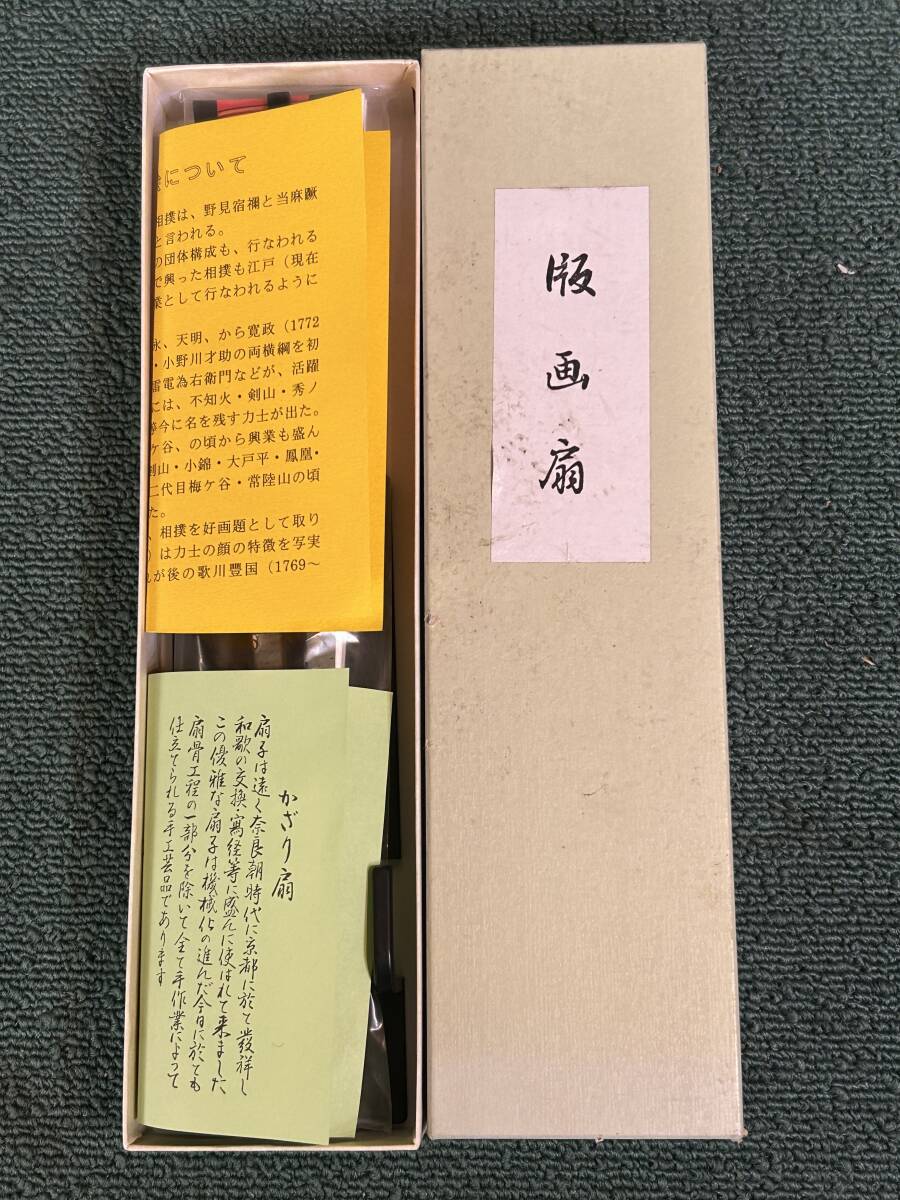 について
相撲は、野見宿禰と当麻蹶
と言われる。
の団体構成も、行なわれる
で興った相撲も江戸（現在
業として行なわれるように
永、天明、から寛政（1772
・小野川才助の両横綱を初
雷電為右衛門などが、活躍
には、不知火・剣山・秀ノ
今に名を残す力士が出た。
ケ谷、の頃から興業も盛ん
剣山・小錦・大戸平・鳳凰・
二代目梅ケ谷・常陸山の頃
た。
、相撲を好画題として取り
）は力士の顔の特徴を写実
が後の歌川豊国（1769～
かざり扇
扇子は遠く奈良朝時代に京都に於て發祥し
和歌の交換・寫経等に盛んに使はれて来ました
この優雅な扇子は機械化の進んだ今日に於ても
扇骨工程の一部分を除いて全て手作業によって
仕立てられる手工芸品であります
版画扇